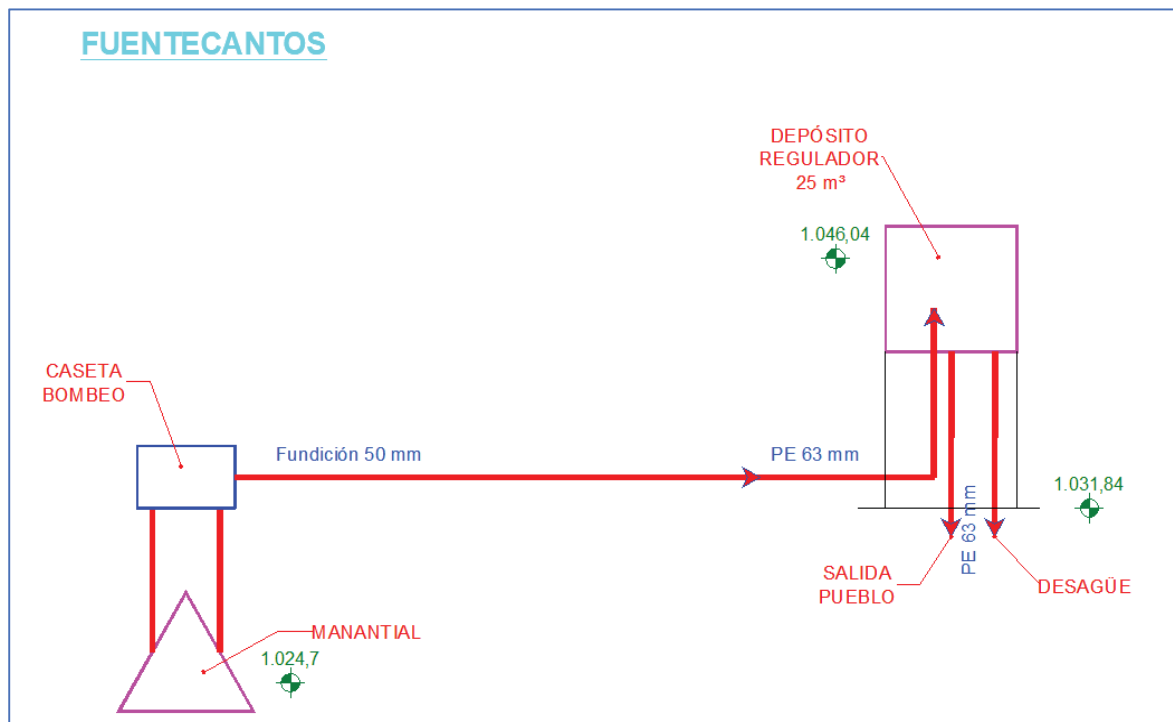 FUENTECANTOS
DEPÓSITO
REGULADOR
25 m³
1.046,04
CASETA
BOMBEO
Fundición 50 mm
PE 63 mm
1.031,84
PE 63 mm
SALIDA
PUEBLO
DESAGÜE
MANANTIAL
1.024,7